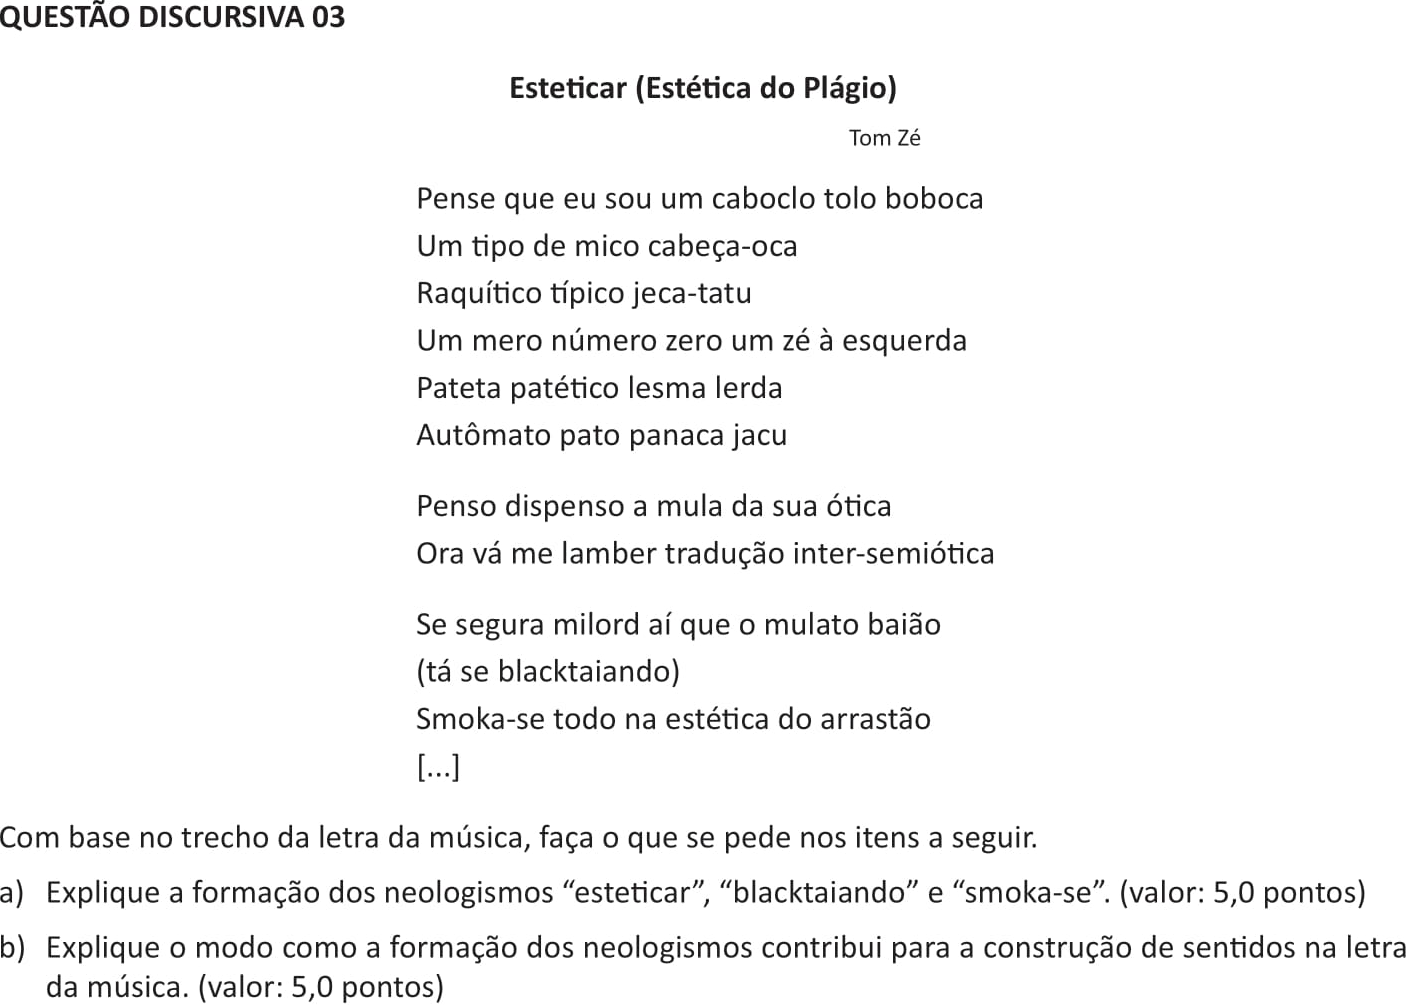 QUESTÃO DISCURSIVA 03
Esteticar (Estética do Plágio)
Tom Zé
Pense que eu sou um caboclo tolo boboca
Um tipo de mico cabeça-oca
Raquítico típico jeca-tatu
Um mero número zero um zé à esquerda
Pateta patético lesma lerda
Autômato pato panaca jacu
Penso dispenso a mula da sua ótica
Ora vá me lamber tradução inter-semiótica
Se segura milord aí que o mulato baião
(tá se blacktaiando)
Smoka-se todo na estética do arrastão
[...]
Com base no trecho da letra da música, faça o que se pede nos itens a seguir.
a) Explique a formação dos neologismos “esteticar”, “blacktaiando” e “smoka-se”. (valor: 5,0 pontos)
b) Explique o modo como a formação dos neologismos contribui para a construção de sentidos na letra
da música. (valor: 5,0 pontos)